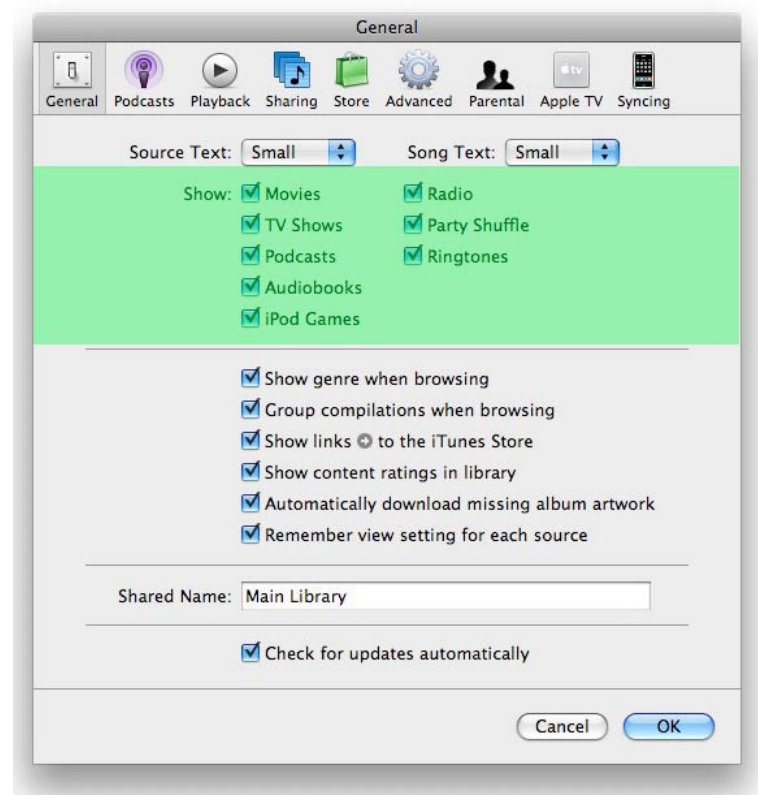 General
General Podcasts Playback Sharing Store Advanced Parental Apple TV Syncing
Source Text: Small Song Text: Small
Show: Movies Radio
TV Shows Party Shuffle
Podcasts Ringtones
Audiobooks
iPod Games
Show genre when browsing
Group compilations when browsing
Show links to the iTunes Store
Show content ratings in library
Automatically download missing album artwork
Remember view setting for each source
Shared Name: Main Library
Check for updates automatically
Cancel OK